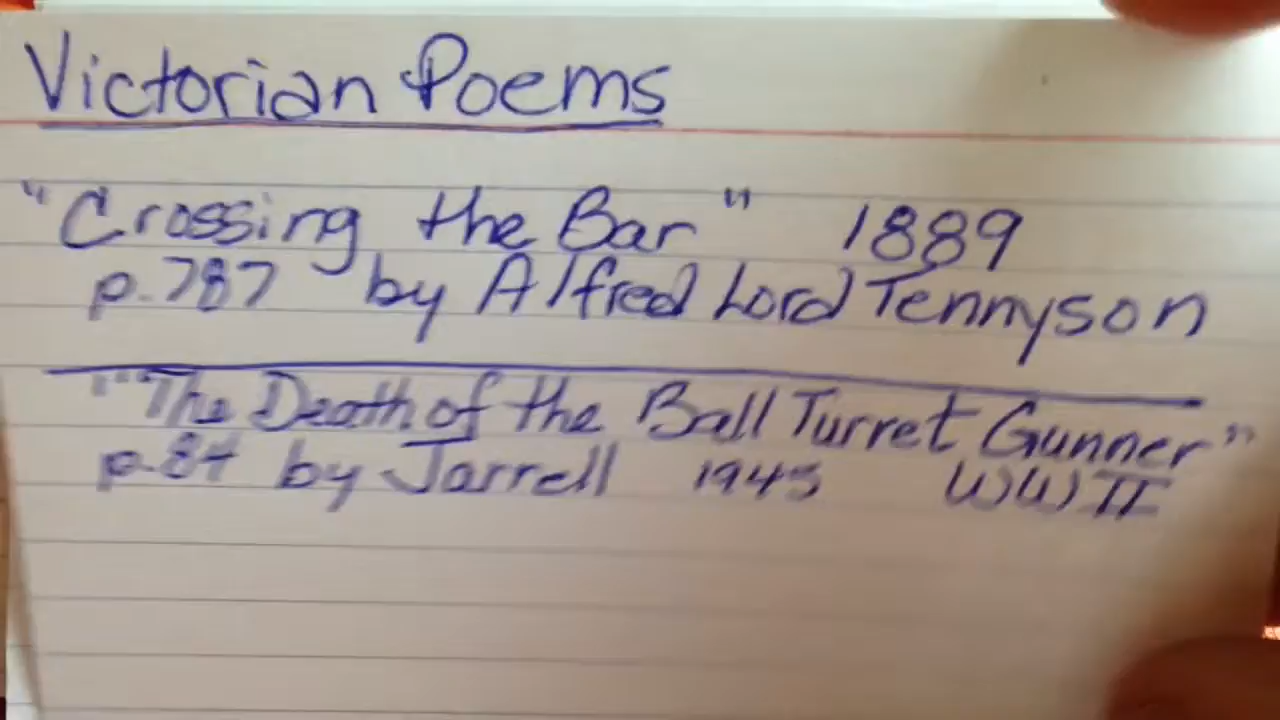 Victorian Poems
"Crossing the Bar" 1889
p.787 by Alfred Lord Tennyson
"The Death of the Ball Turret Gunner"
p.84 by Jarrell 1945 WWII